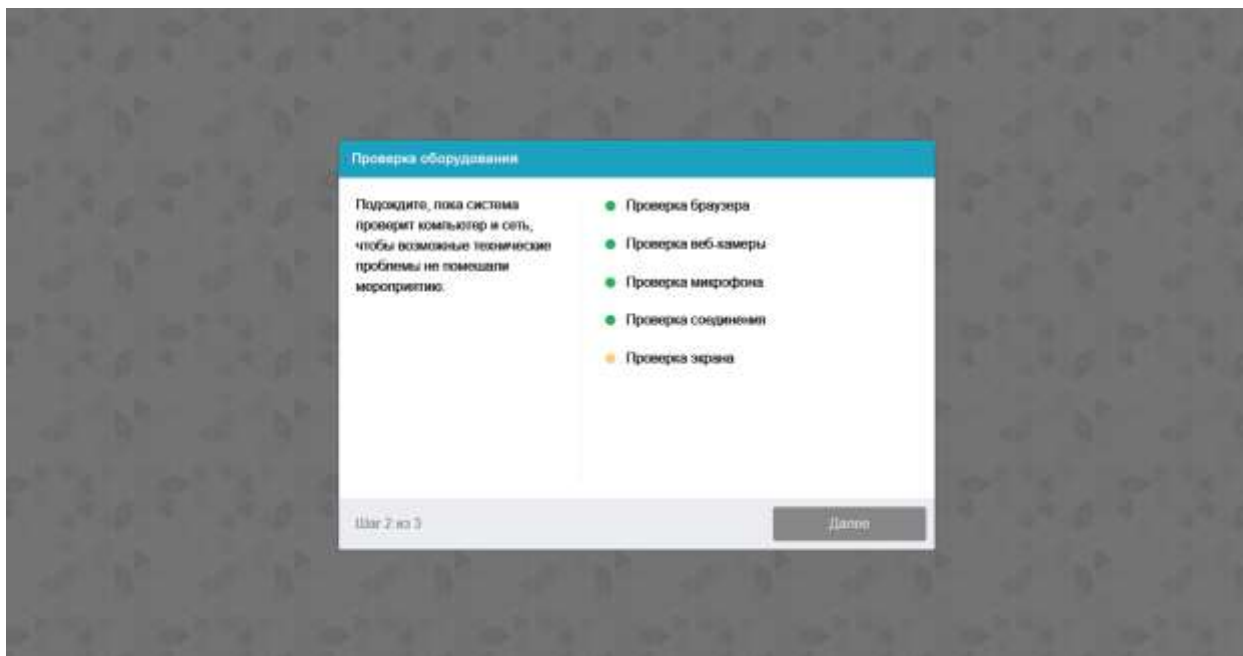 Проверка оборудования
Подождите, пока система
проверит компьютер и сеть,
чтобы возможные технические
проблемы не помешали
мероприятию.
Проверка браузера
Проверка веб-камеры
Проверка микрофона
Проверка соединения
Проверка экрана
Шаг 2 из 3
Далее